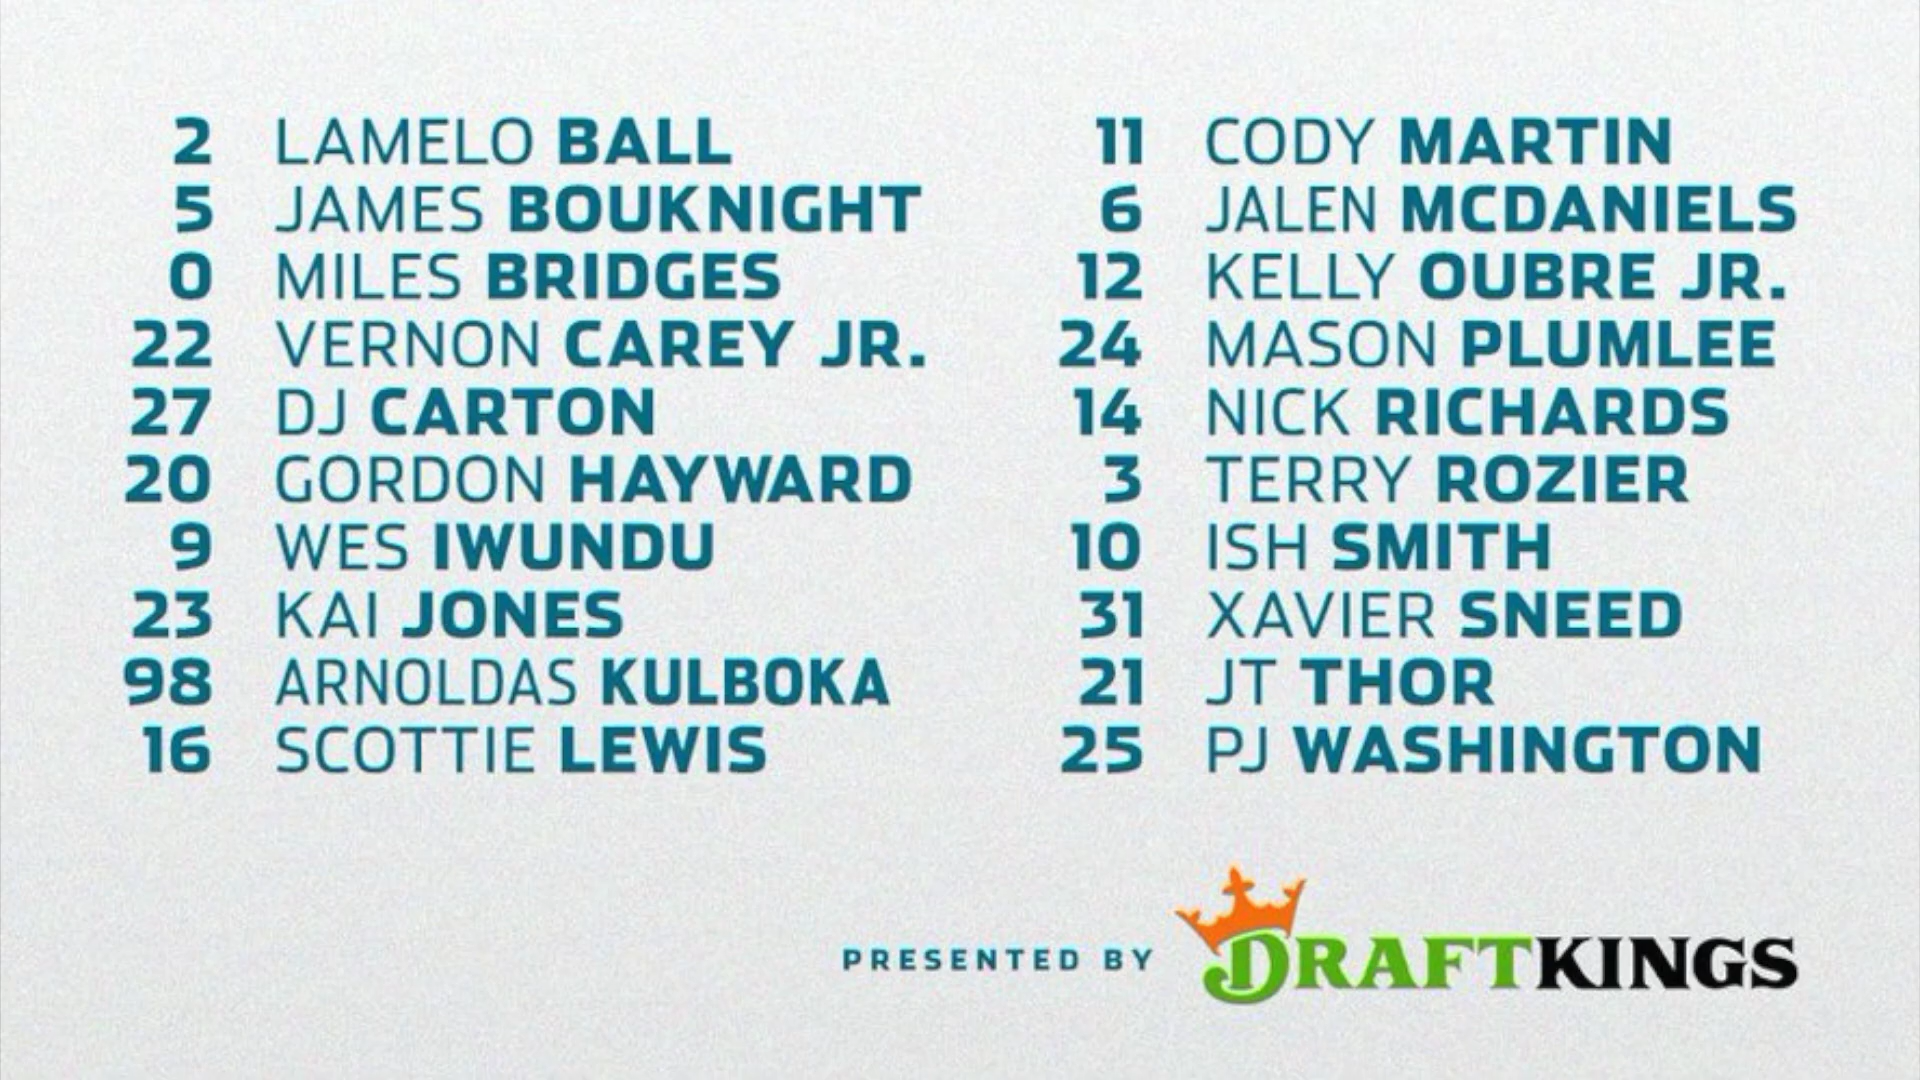 2 LAMELO BALL
5 JAMES BOUKNIGHT
0 MILES BRIDGES
22 VERNON CAREY JR.
27 DJ CARTON
20 GORDON HAYWARD
9 WES IWUNDU
23 KAI JONES
98 ARNOLDAS KULBOKA
16 SCOTTIE LEWIS
11 CODY MARTIN
6 JALEN MCDANIELS
12 KELLY OUBRE JR.
24 MASON PLUMLEE
14 NICK RICHARDS
3 TERRY ROZIER
10 ISH SMITH
31 XAVIER SNEED
21 JT THOR
25 PJ WASHINGTON
PRESENTED BY DRAFTKINGS